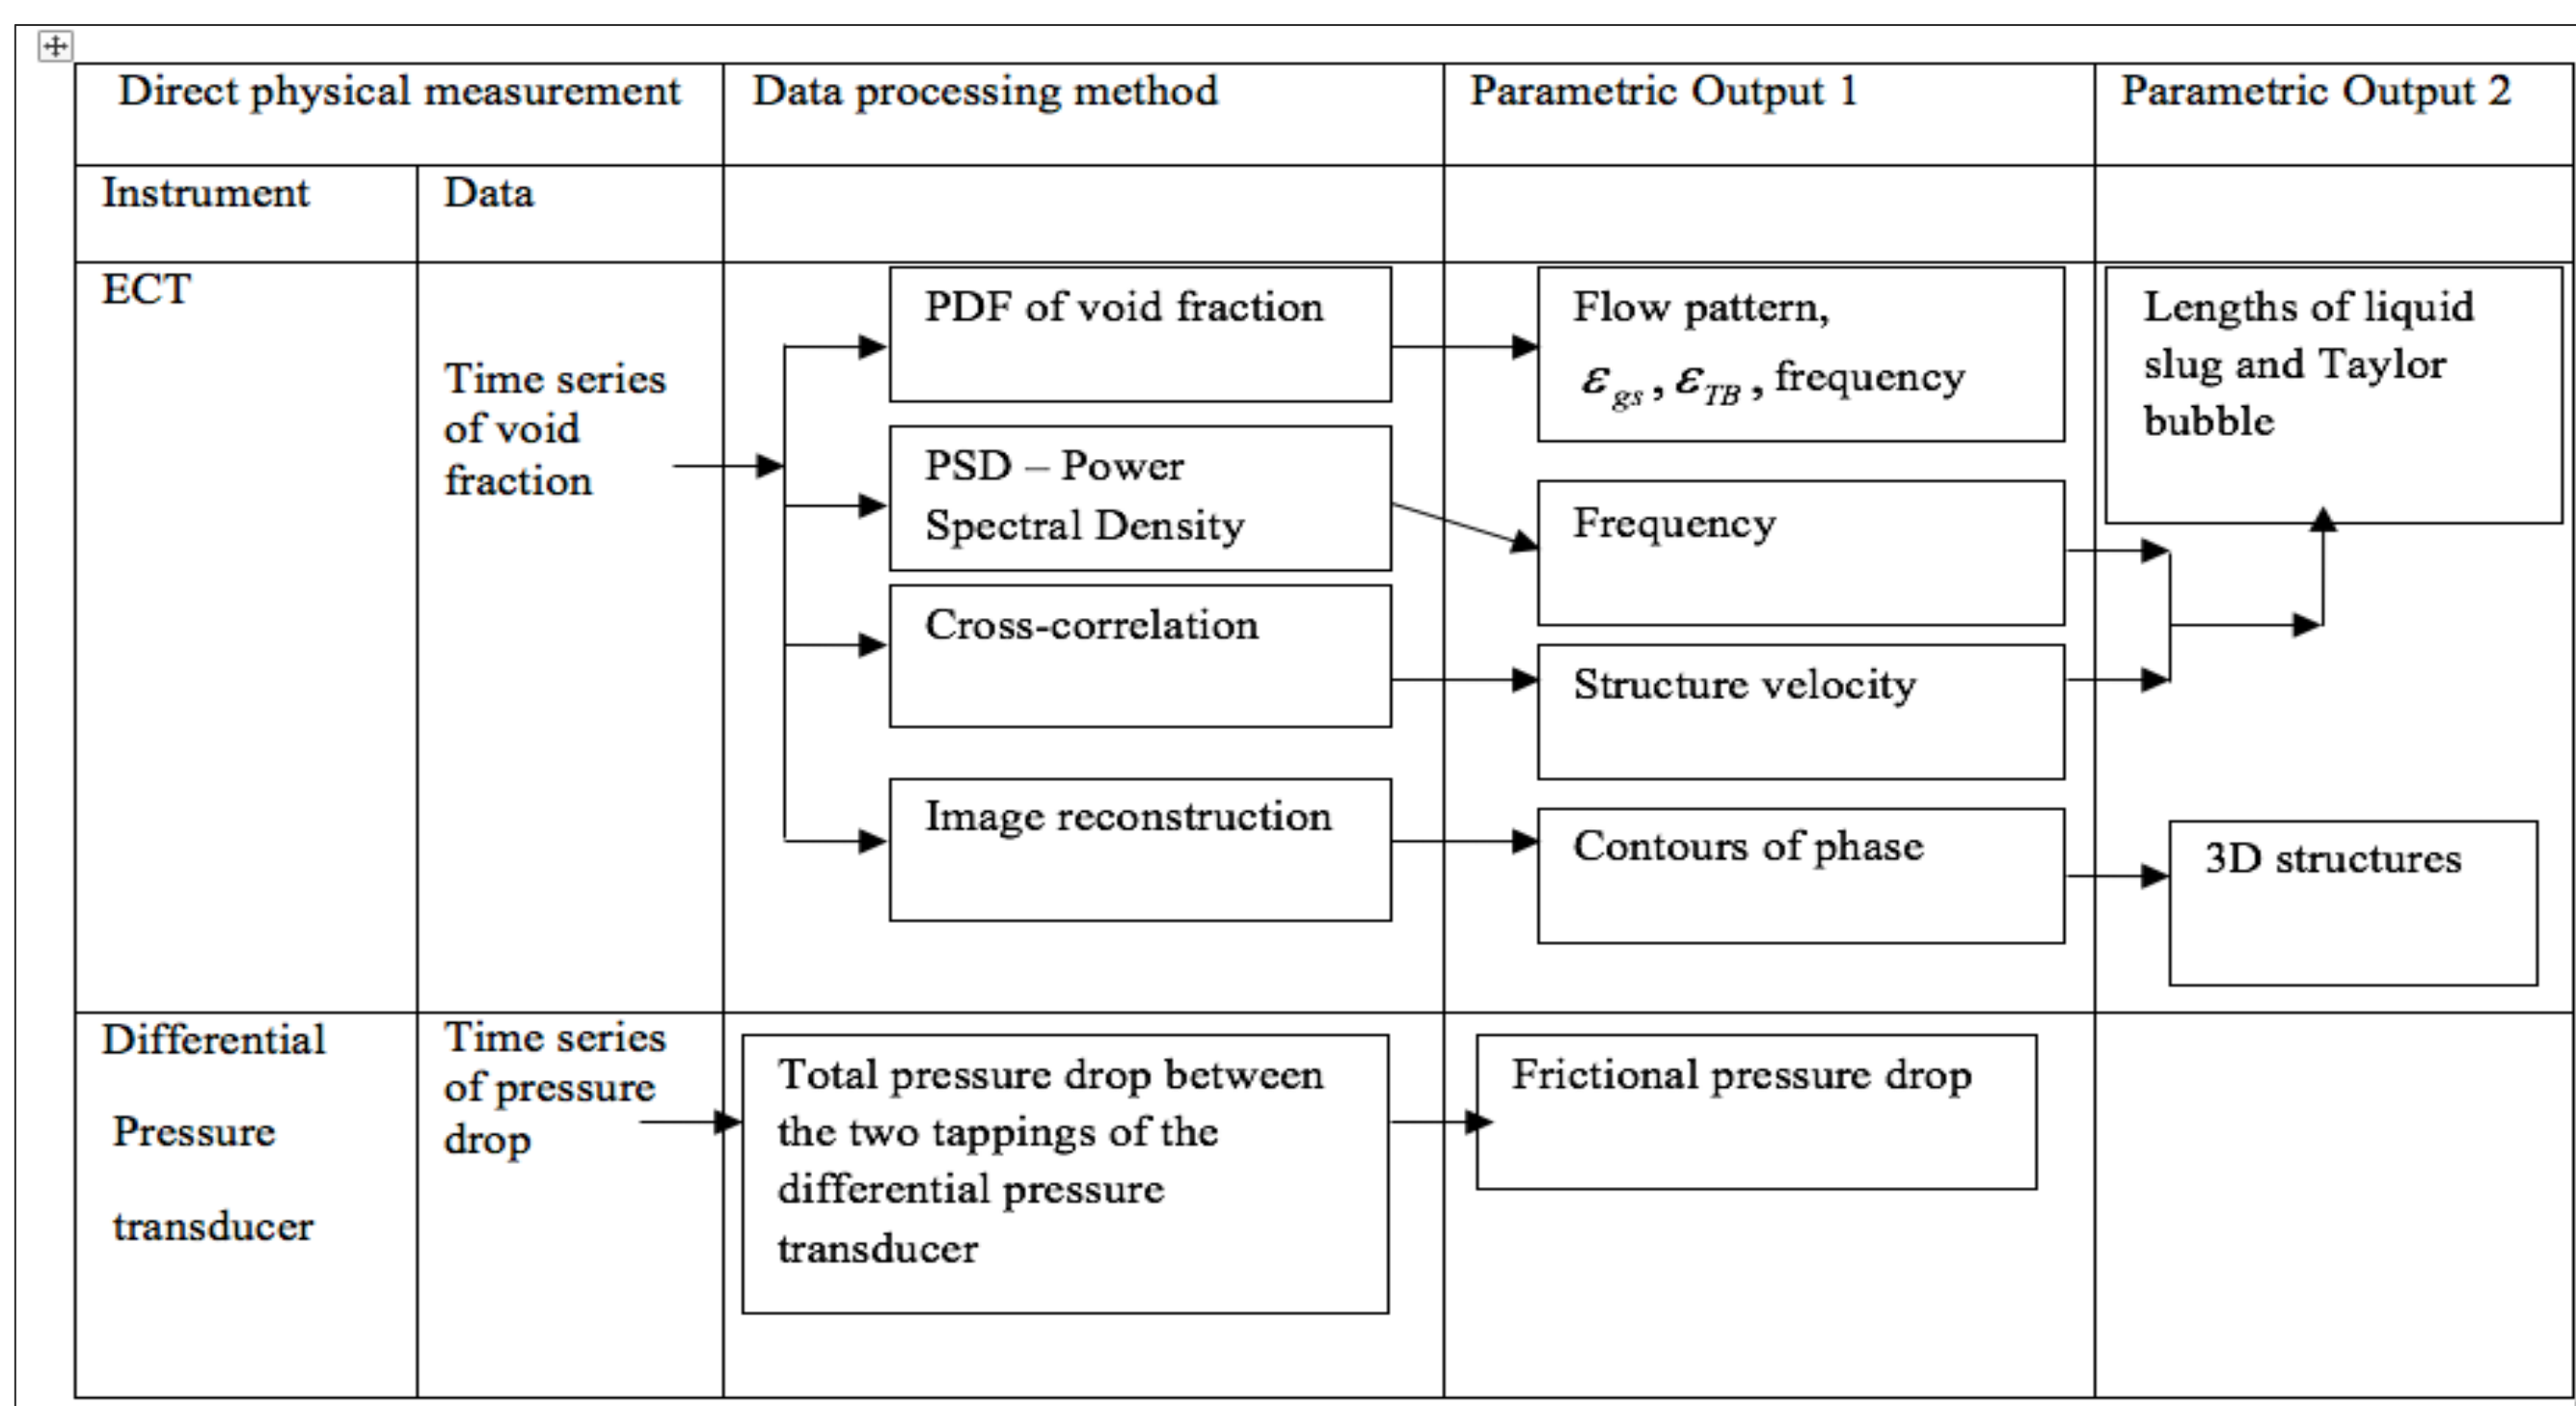 Direct physical measurement
Data processing method
Parametric Output 1
Parametric Output 2
Instrument
Data
ECT
Time series
of void
fraction
PDF of void fraction
PSD – Power
Spectral Density
Cross-correlation
Image reconstruction
Flow pattern,
ε_gs, ε_TB, frequency
Frequency
Structure velocity
Contours of phase
Lengths of liquid
slug and Taylor
bubble
3D structures
Differential
Pressure
transducer
Time series
of pressure
drop
Total pressure drop between
the two tappings of the
differential pressure
transducer
Frictional pressure drop